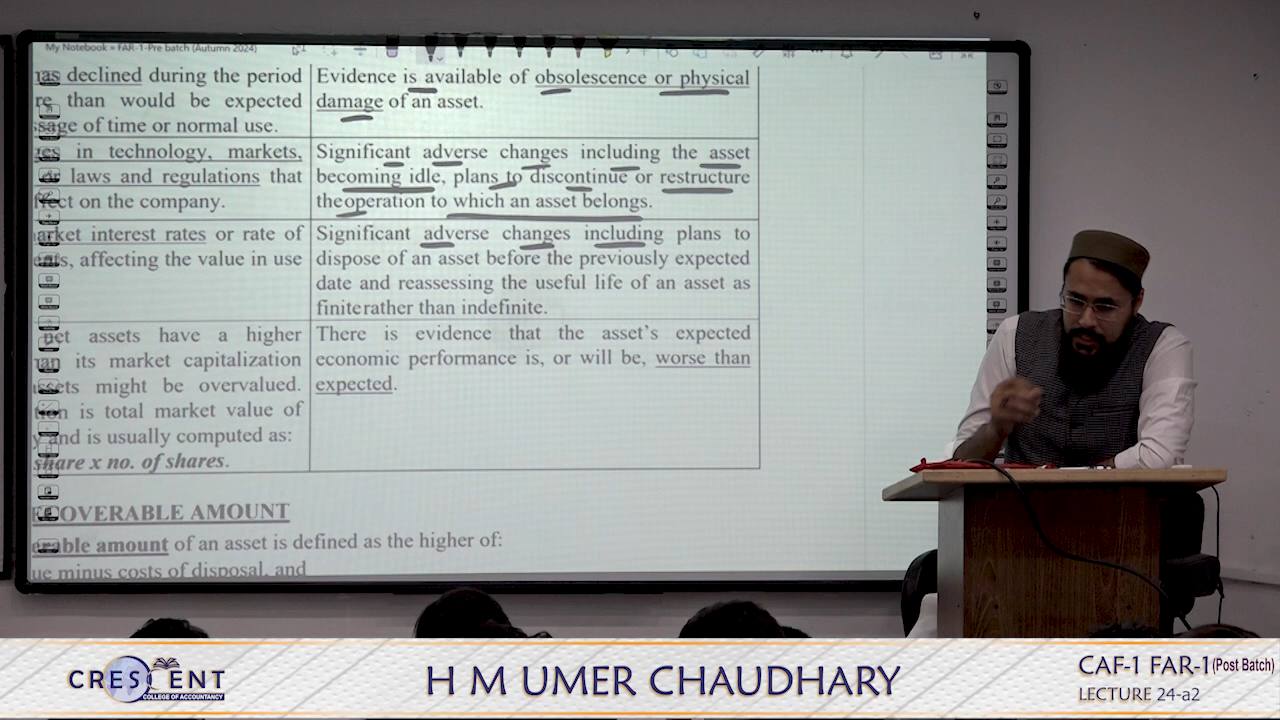 My Notebook » FAR-1-Pre batch (Autumn 2024)
has declined during the period
than would be expected
time or normal use.
in technology, markets,
or laws and regulations
on the company.
market interest rates or rate of
affecting the value in use
net assets have a higher
its market capitalization
might be overvalued.
is total market value of
and is usually computed as:
share x no. of shares.
Evidence is available of obsolescence or physical
damage of an asset.
Significant adverse changes including the asset
becoming idle, plans to discontinue or restructure
the operation to which an asset belongs.
Significant adverse changes including plans to
dispose of an asset before the previously expected
date and reassessing the useful life of an asset as
finite rather than indefinite.
There is evidence that the asset's expected
economic performance is, or will be, worse than
expected.
AMOUNT
amount of an asset is defined as the higher of:
minus costs of disposal, and
CRESCENT
COLLEGE OF ACCOUNTANCY
H M UMER CHAUDHARY
CAF-1 FAR-1 (Post Batch)
LECTURE 24-a2